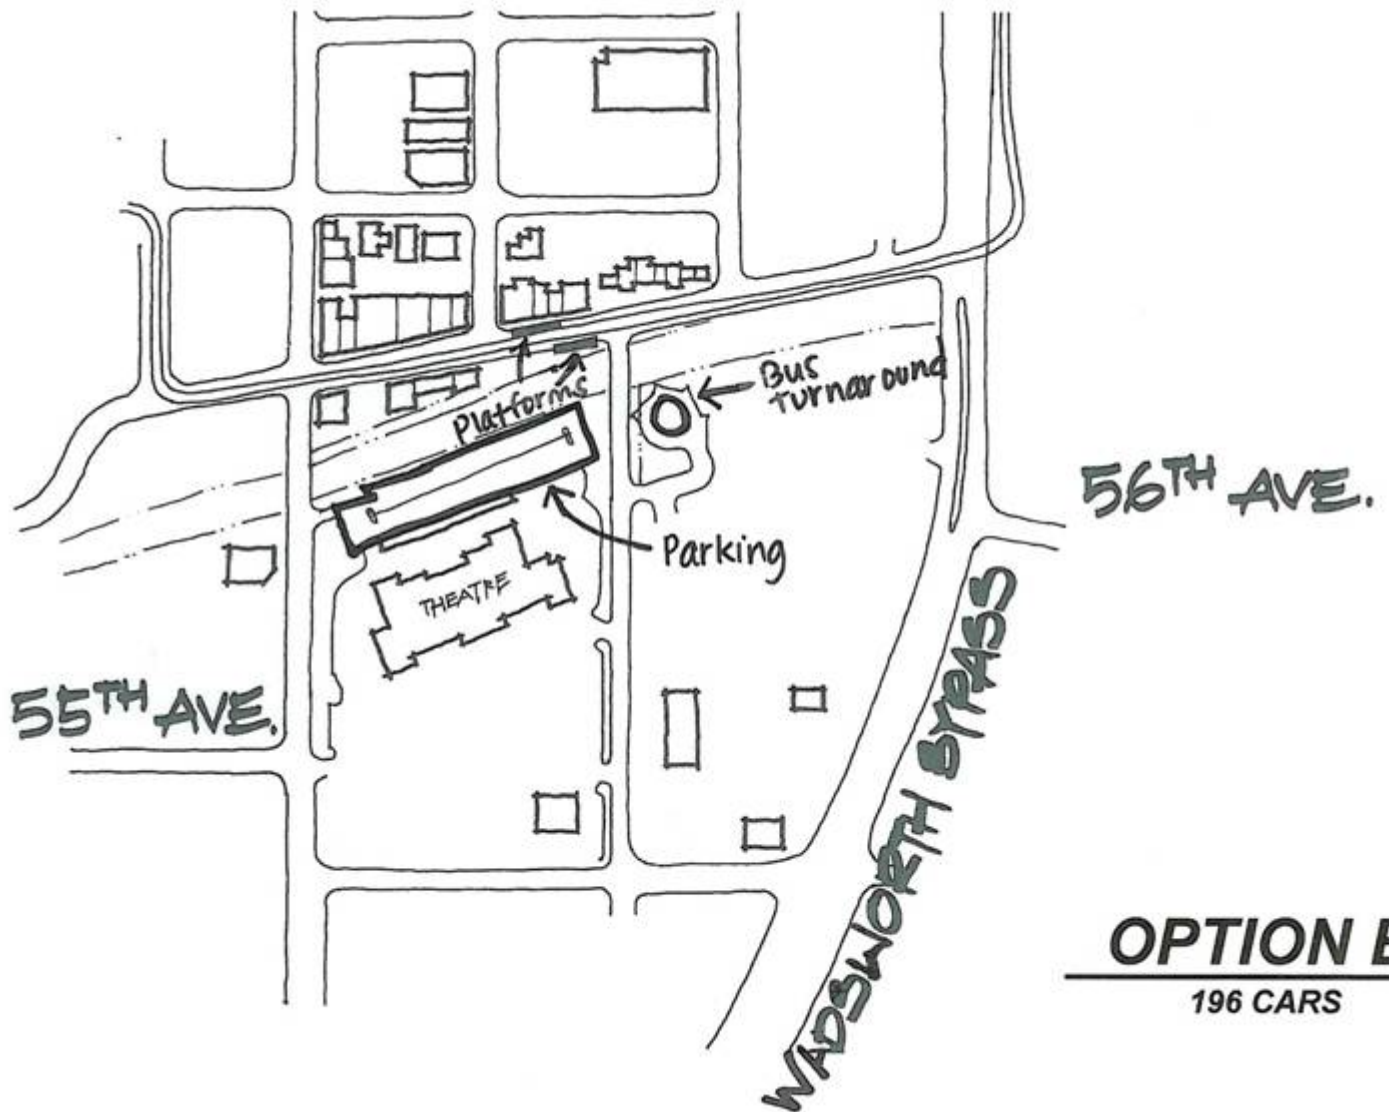 Bus
turnaround
Platforms
56TH AVE.
Parking
THEATRE
55TH AVE.
WADSWORTH BYPASS
OPTION
196 CARS